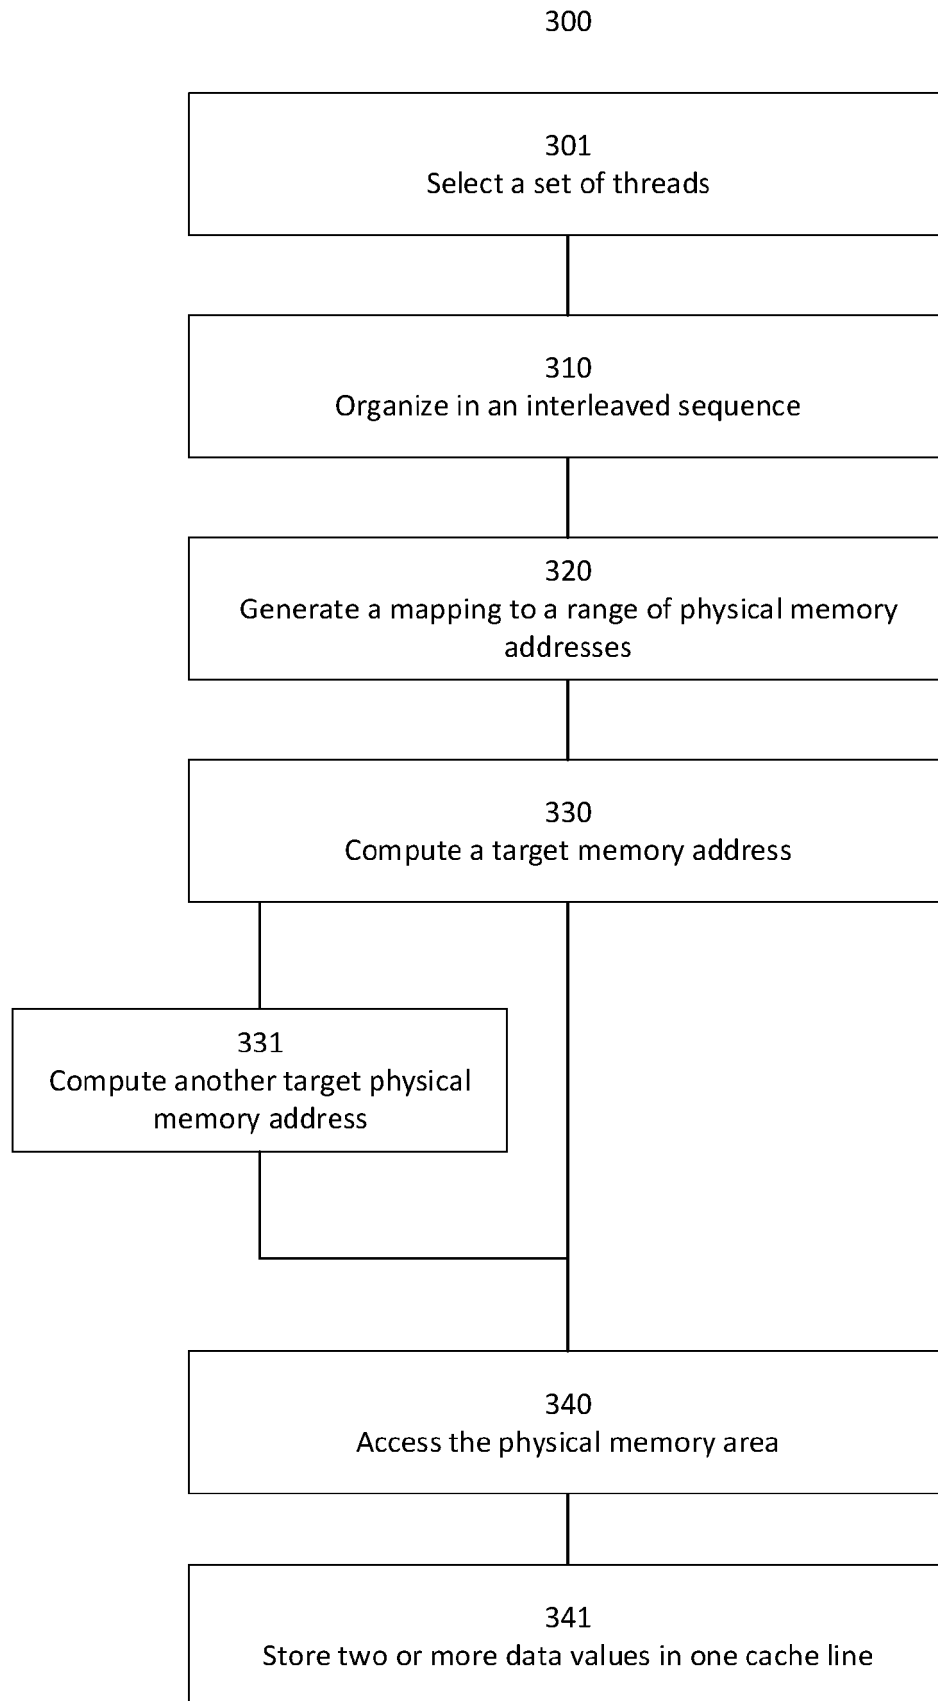 300
301
Select a set of threads
310
Organize in an interleaved sequence
320
Generate a mapping to a range of physical memory
addresses
330
Compute a target memory address
331
Compute another target physical
memory address
340
Access the physical memory area
341
Store two or more data values in one cache line